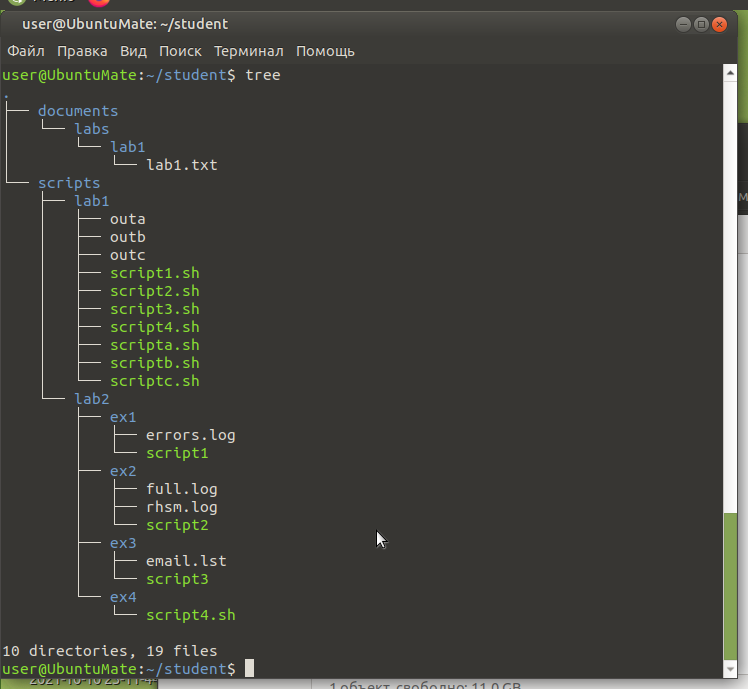 user@UbuntuMate: ~/student
Файл Правка Вид Поиск Терминал Помощь
user@UbuntuMate:~/student$ tree
.
├── documents
│   └── labs
│       └── lab1
│           └── lab1.txt
└── scripts
    ├── lab1
    │   ├── outa
    │   ├── outb
    │   ├── outc
    │   ├── script1.sh
    │   ├── script2.sh
    │   ├── script3.sh
    │   ├── script4.sh
    │   ├── scripta.sh
    │   ├── scriptb.sh
    │   └── scriptc.sh
    └── lab2
        ├── ex1
        │   ├── errors.log
        │   └── script1
        ├── ex2
        │   ├── full.log
        │   ├── rhsm.log
        │   └── script2
        ├── ex3
        │   ├── email.lst
        │   └── script3
        └── ex4
            └── script4.sh
10 directories, 19 files
user@UbuntuMate:~/student$
1 объект, свободно: 11,0 GB